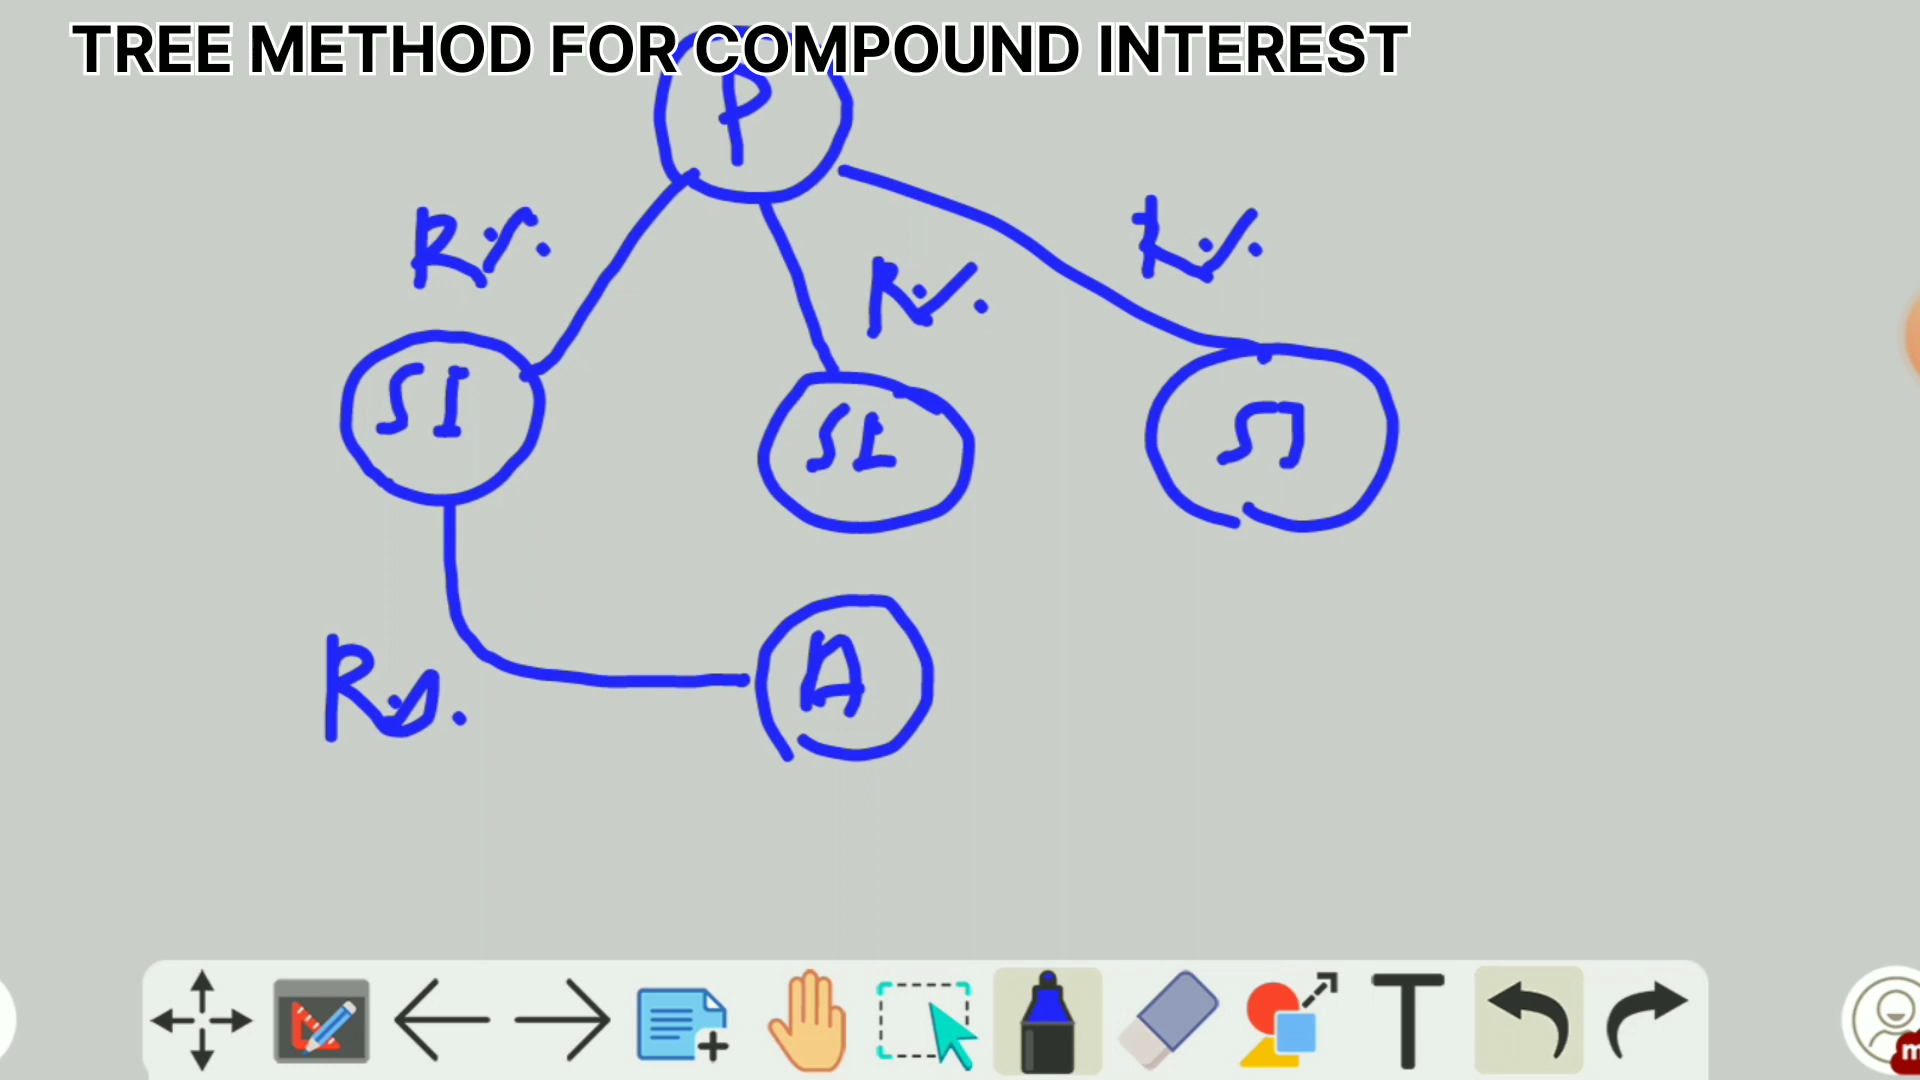 TREE METHOD FOR COMPOUND INTEREST
P
R%. R%. R%.
SI SI SI
R%. A
T